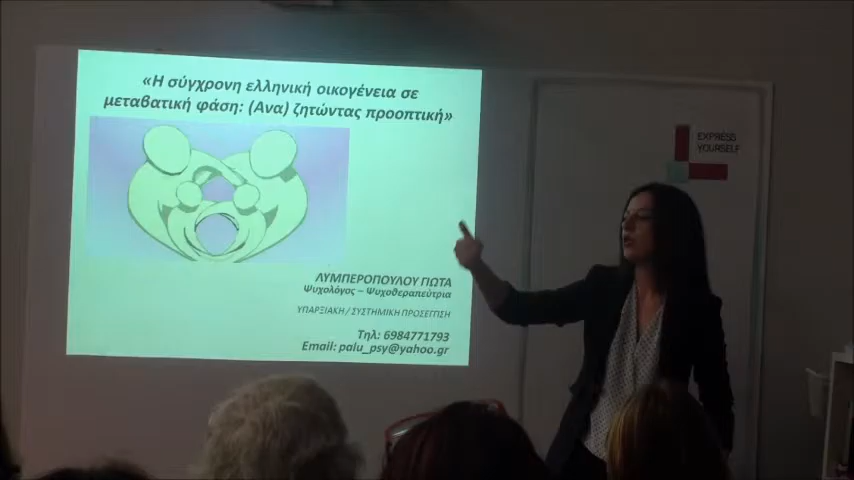 «Η σύγχρονη ελληνική οικογένεια σε
μεταβατική φάση: (Ανα) ζητώντας προοπτική»
ΛΥΜΠΕΡΟΠΟΥΛΟΥ ΓΙΩΤΑ
Ψυχολόγος – Ψυχοθεραπεύτρια
ΥΠΑΡΞΙΑΚΗ / ΣΥΣΤΗΜΙΚΗ ΠΡΟΣΕΓΓΙΣΗ
Τηλ: 6984771793
Email: palu_psy@yahoo.gr
EXPRESS
YOURSELF